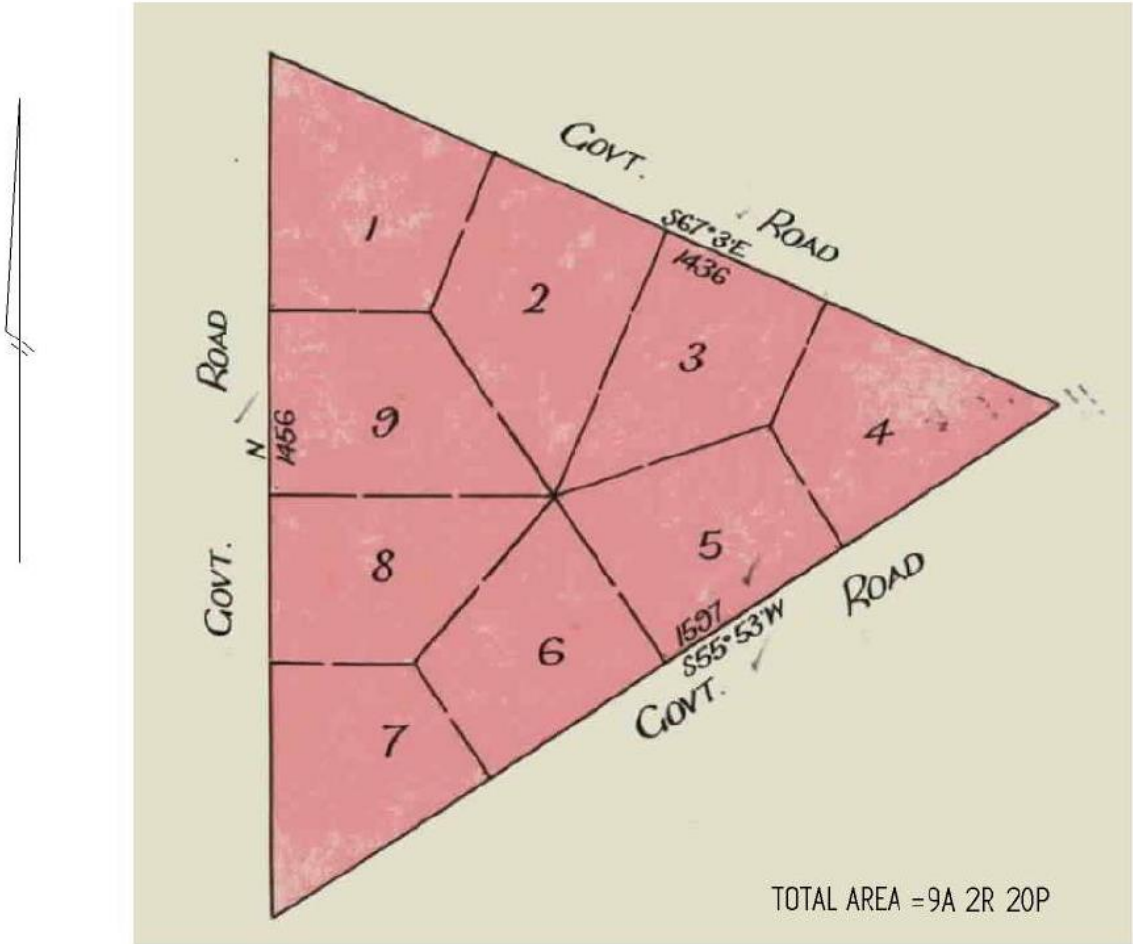 GOVT.
ROAD
S67°3'E
1436
1
2
3
4
ROAD
9
N
1456
8
5
GOVT.
6
1597
S55°53'W
ROAD
GOVT.
7
TOTAL AREA =9A 2R 20P